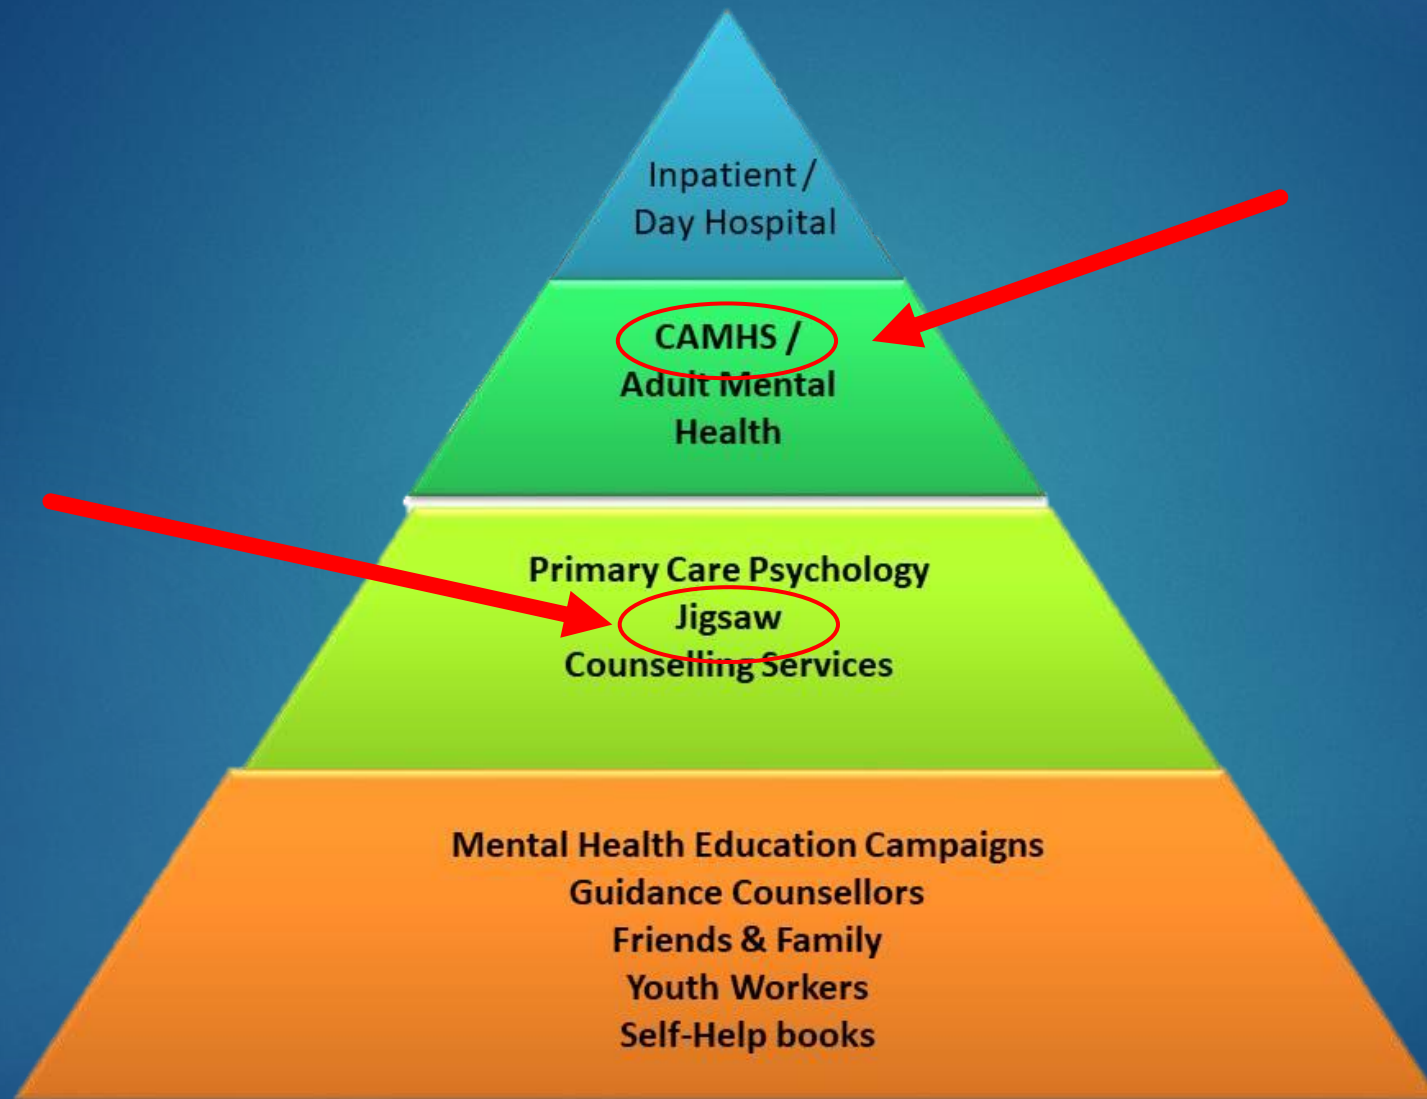 Inpatient /
Day Hospital
CAMHS /
Adult Mental
Health
Primary Care Psychology
Jigsaw
Counselling Services
Mental Health Education Campaigns
Guidance Counsellors
Friends & Family
Youth Workers
Self-Help books